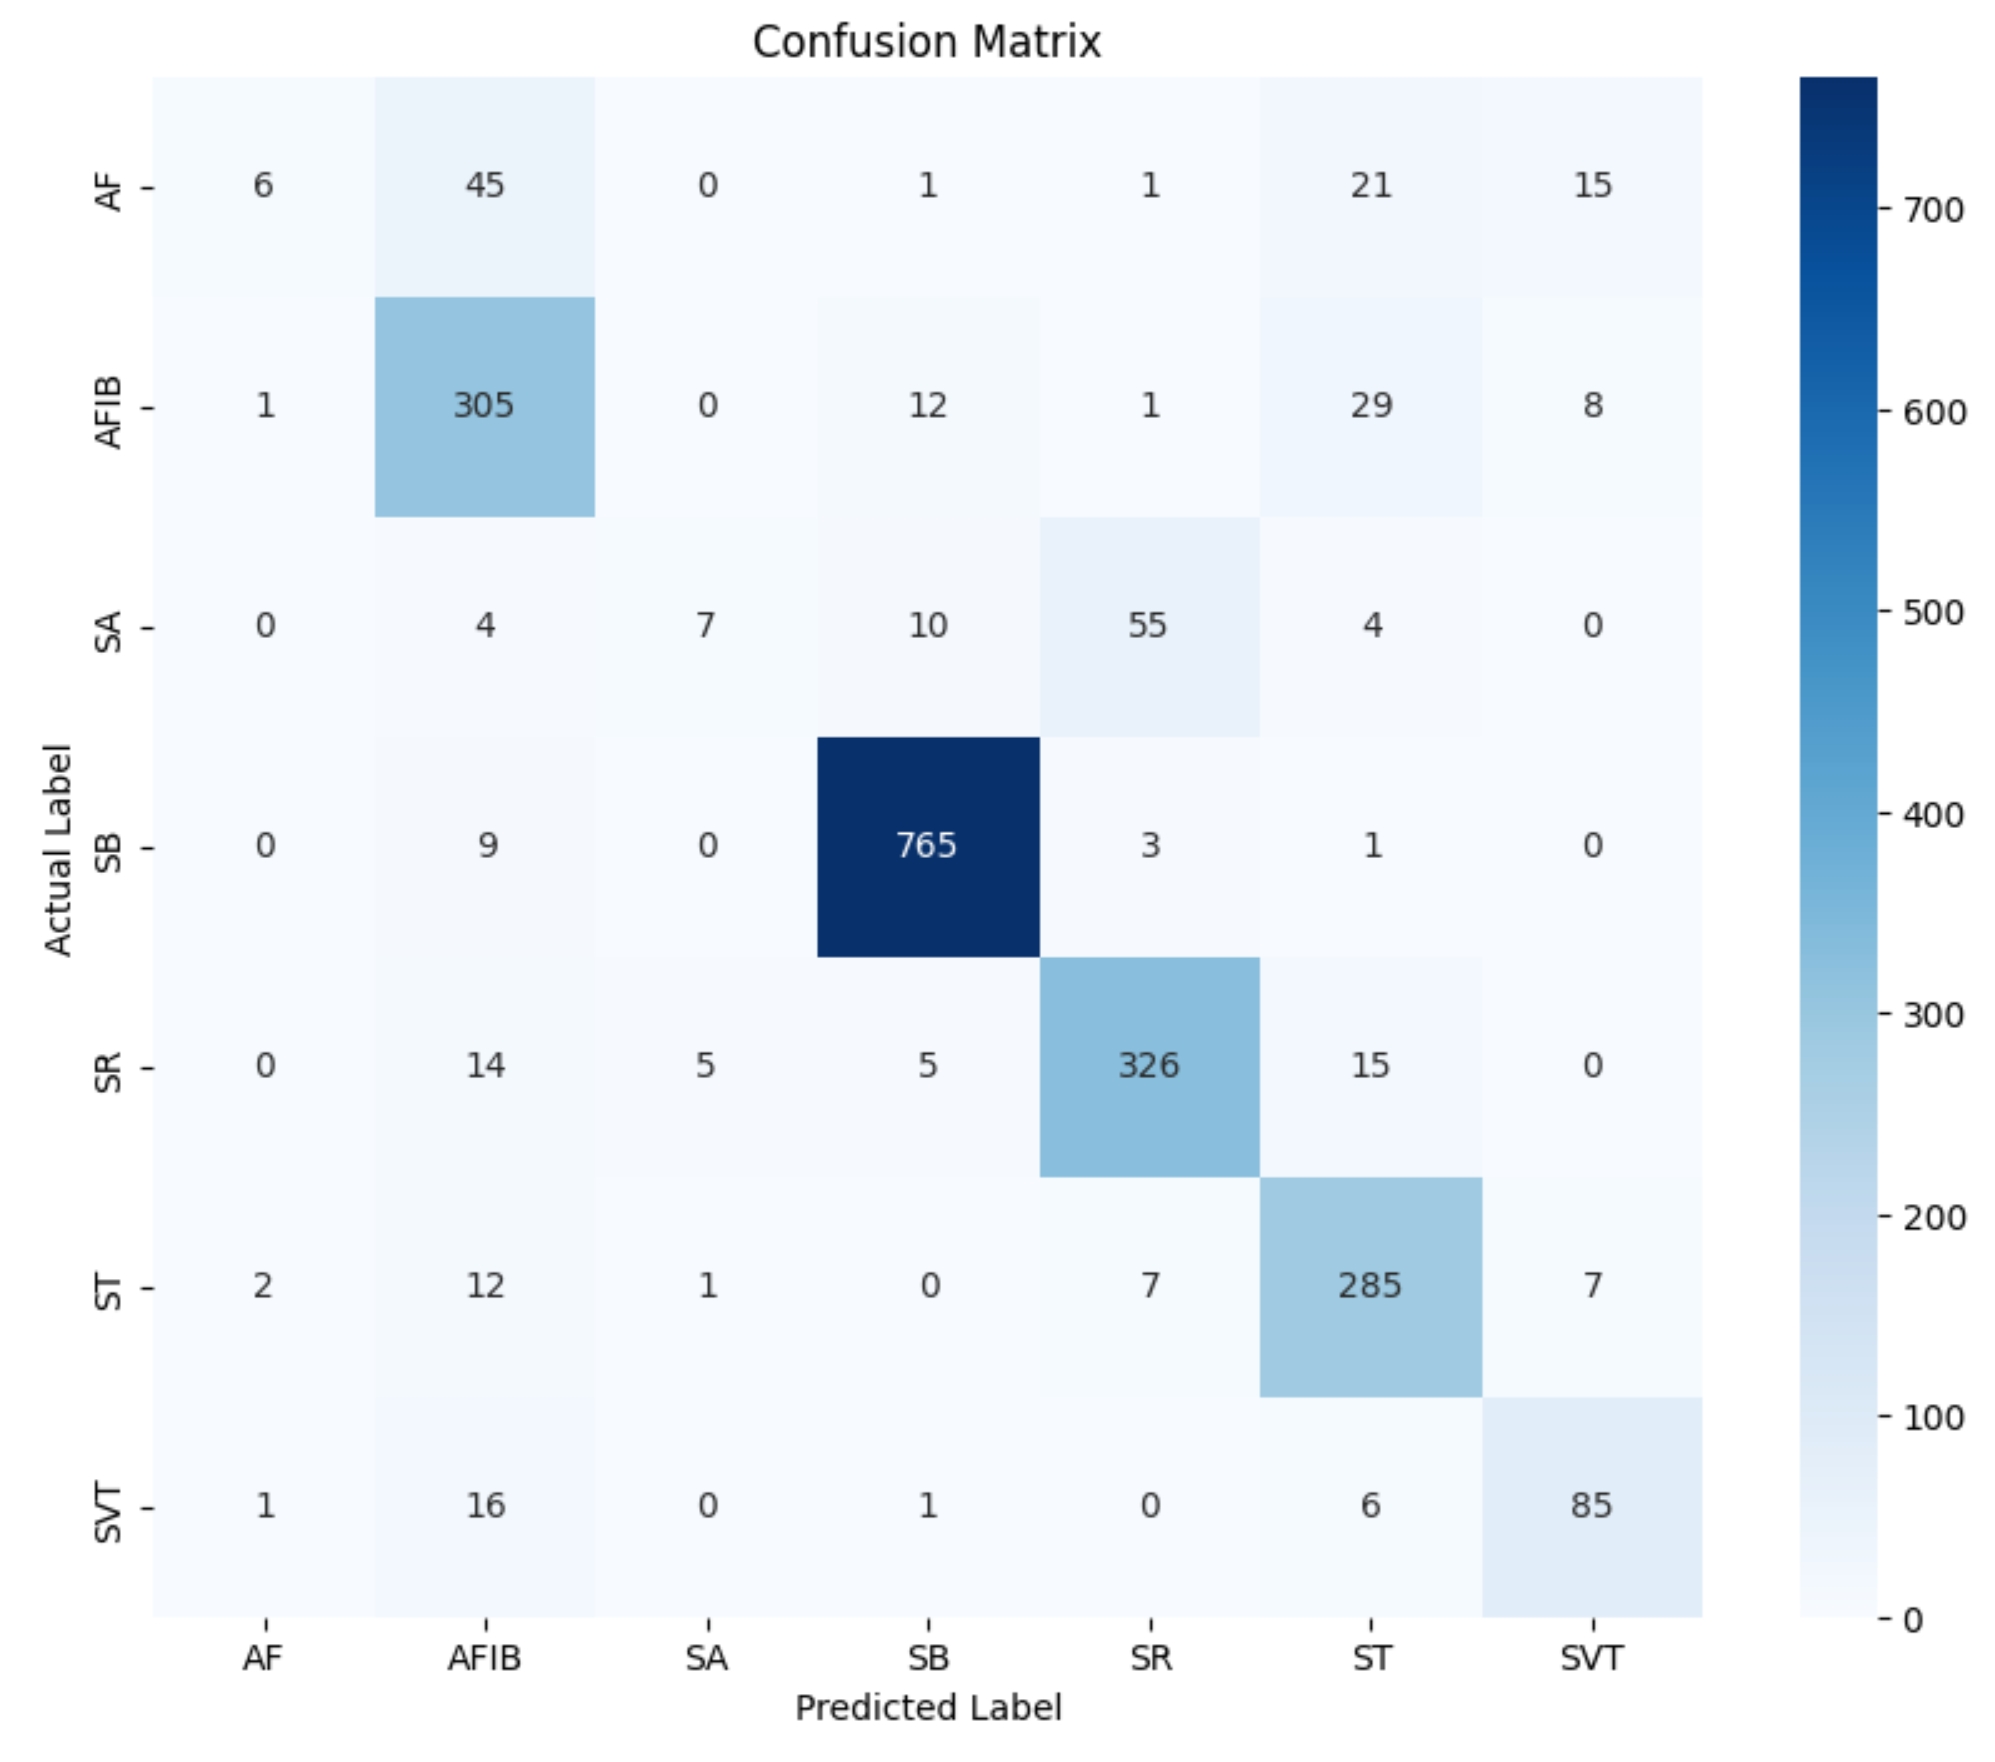 Confusion Matrix
AF 6 45 0 1 1 21 15
AFIB 1 305 0 12 1 29 8
SA 0 4 7 10 55 4 0
SB 0 9 0 765 3 1 0
SR 0 14 5 5 326 15 0
ST 2 12 1 0 7 285 7
SVT 1 16 0 1 0 6 85
AF AFIB SA SB SR ST SVT
Predicted Label
Actual Label
700
600
500
400
300
200
100
0